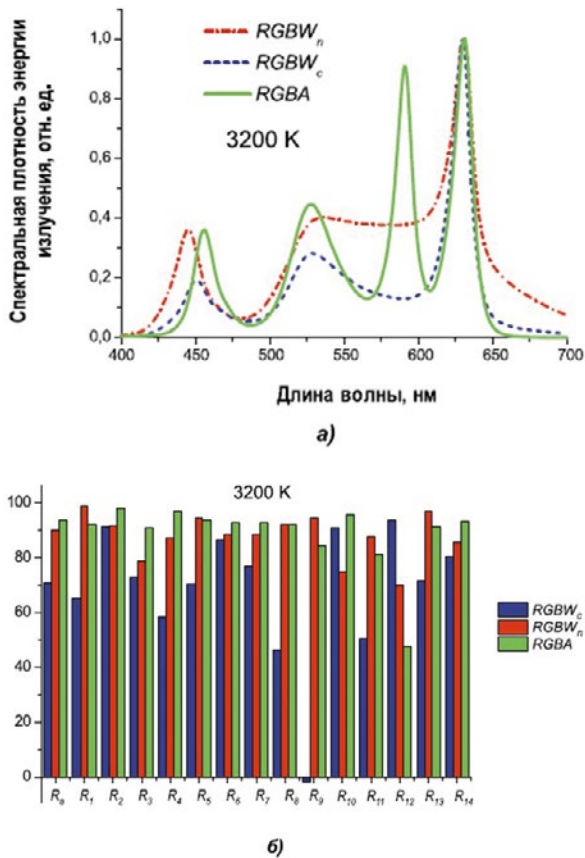 Спектральная плотность энергии
излучения, отн. ед.
1,0
0,8
0,6
0,4
0,2
0,0
RGBWn
RGBWc
RGBA
3200 K
400 450 500 550 600 650 700
Длина волны, нм
а)
3200 K
100
80
60
40
20
0
RGBWc
RGBWn
RGBA
Ra R1 R2 R3 R4 R5 R6 R7 R8 R9 R10 R11 R12 R13 R14
б)